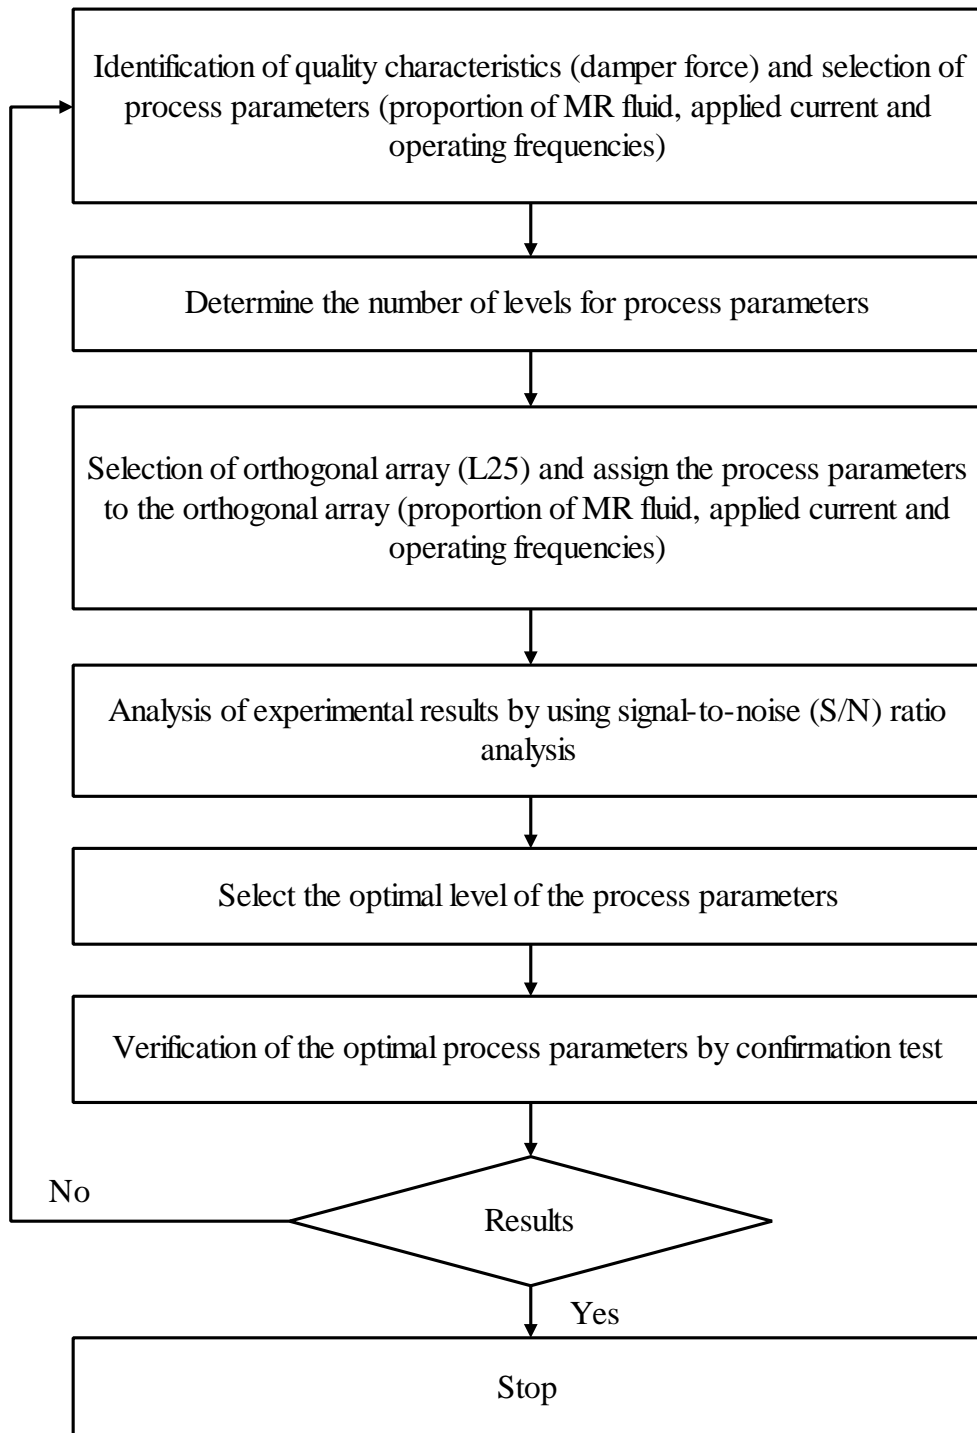 Identification of quality characteristics (damper force) and selection of
process parameters (proportion of MR fluid, applied current and
operating frequencies)
Determine the number of levels for process parameters
Selection of orthogonal array (L25) and assign the process parameters
to the orthogonal array (proportion of MR fluid, applied current and
operating frequencies)
Analysis of experimental results by using signal-to-noise (S/N) ratio
analysis
Select the optimal level of the process parameters
Verification of the optimal process parameters by confirmation test
No
Results
Yes
Stop